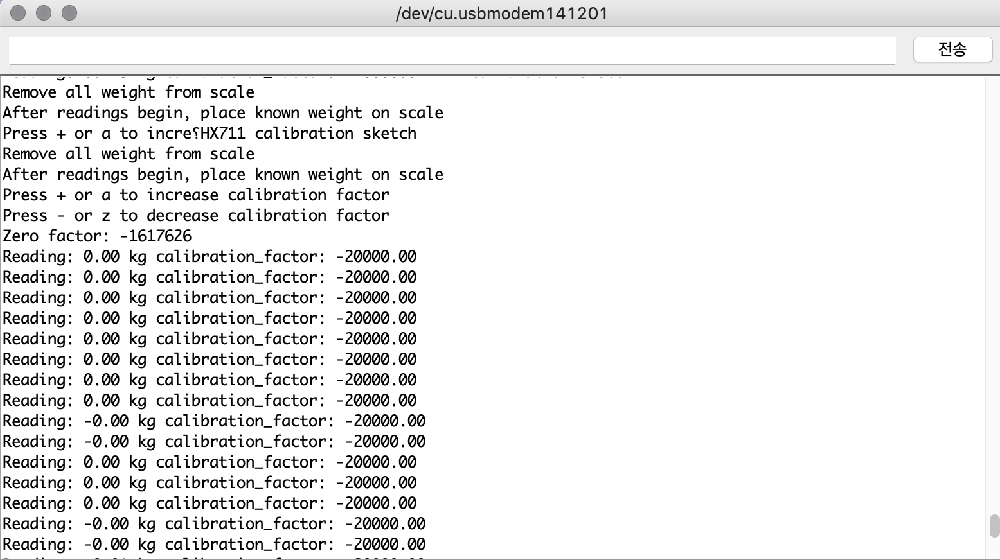 /dev/cu.usbmodem141201
전송
Remove all weight from scale
After readings begin, place known weight on scale
Press + or a to incre⸮HX711 calibration sketch
Remove all weight from scale
After readings begin, place known weight on scale
Press + or a to increase calibration factor
Press - or z to decrease calibration factor
Zero factor: -1617626
Reading: 0.00 kg calibration_factor: -20000.00
Reading: 0.00 kg calibration_factor: -20000.00
Reading: 0.00 kg calibration_factor: -20000.00
Reading: 0.00 kg calibration_factor: -20000.00
Reading: 0.00 kg calibration_factor: -20000.00
Reading: 0.00 kg calibration_factor: -20000.00
Reading: 0.00 kg calibration_factor: -20000.00
Reading: 0.00 kg calibration_factor: -20000.00
Reading: -0.00 kg calibration_factor: -20000.00
Reading: -0.00 kg calibration_factor: -20000.00
Reading: 0.00 kg calibration_factor: -20000.00
Reading: 0.00 kg calibration_factor: -20000.00
Reading: 0.00 kg calibration_factor: -20000.00
Reading: -0.00 kg calibration_factor: -20000.00
Reading: -0.00 kg calibration_factor: -20000.00